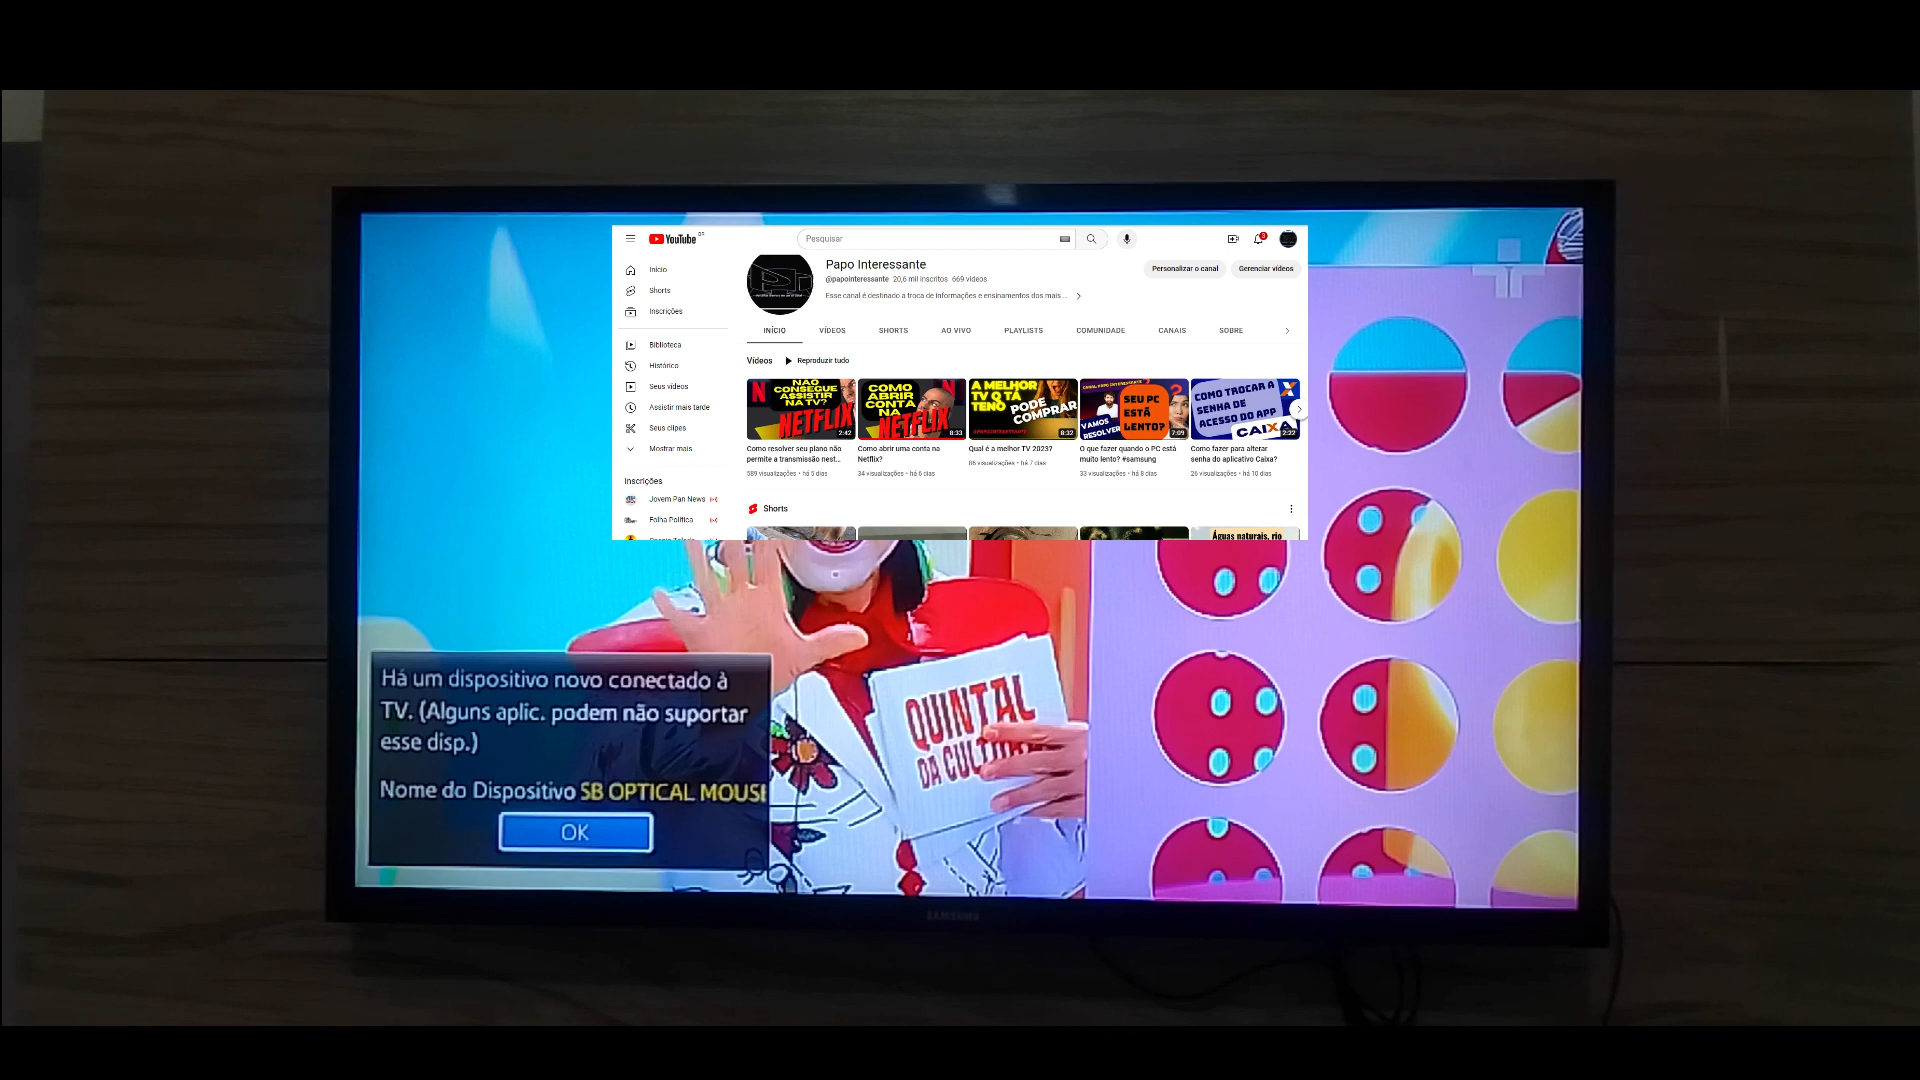 YouTube BR
Pesquisar
3
Papo Interessante
@papointeressante 20,6 mil inscritos 669 vídeos
Esse canal é destinado a troca de informações e ensinamentos dos mais ...
Personalizar o canal
Gerenciar vídeos
Início
Shorts
Inscrições
Biblioteca
Histórico
Seus vídeos
Assistir mais tarde
Seus clipes
Mostrar mais
Inscrições
Jovem Pan News
Folha Política
INÍCIO VÍDEOS SHORTS AO VIVO PLAYLISTS COMUNIDADE CANAIS SOBRE
Vídeos Reproduzir tudo
NÃO
CONSEGUE
ASSISTIR
NA TV?
NETFLIX
2:42
COMO
ABRIR
CONTA
NA
NETFLIX
8:33
A MELHOR
TV Q TÁ
TENO
PODE
COMPRAR
8:32
SEU PC
ESTÁ
LENTO?
VAMOS
RESOLVER
7:09
COMO TROCAR A
SENHA DE
ACESSO DO APP
CAIXA
2:22
Como resolver seu plano não
permite a transmissão nest...
589 visualizações • há 5 dias
Como abrir uma conta na
Netflix?
34 visualizações • há 6 dias
Qual é a melhor TV 2023?
86 visualizações • há 7 dias
O que fazer quando o PC está
muito lento? #samsung
33 visualizações • há 8 dias
Como fazer para alterar
senha do aplicativo Caixa?
26 visualizações • há 10 dias
Shorts
Águas naturais, rio
Há um dispositivo novo conectado à
TV. (Alguns aplic. podem não suportar
esse disp.)
Nome do Dispositivo SB OPTICAL MOUSE
OK
QUINTAL
DA CULTURA
SAMSUNG